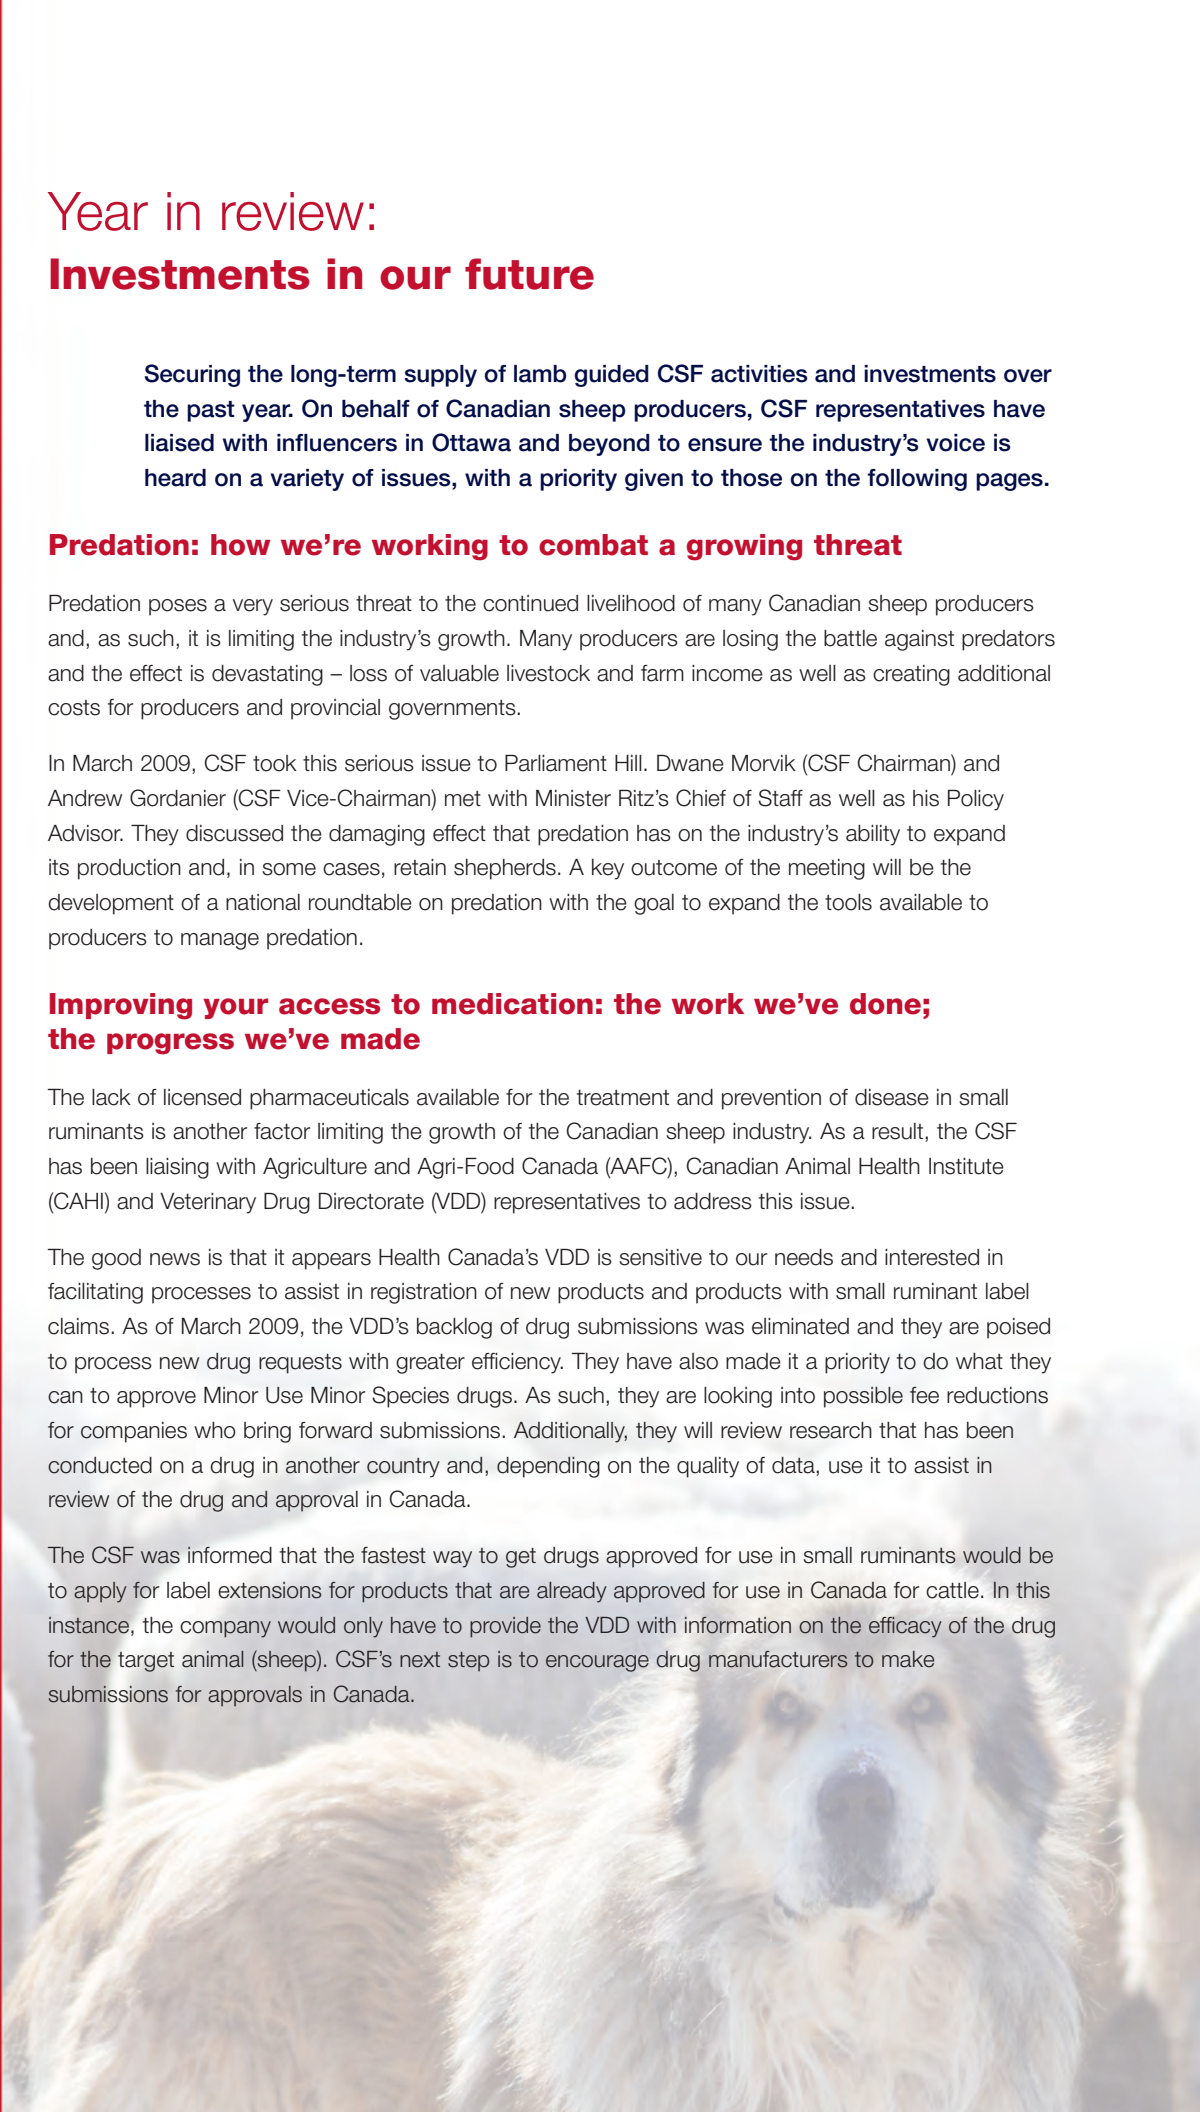 Year in review:
Investments in our future
Securing the long-term supply of lamb guided CSF activities and investments over
the past year. On behalf of Canadian sheep producers, CSF representatives have
liaised with influencers in Ottawa and beyond to ensure the industry’s voice is
heard on a variety of issues, with a priority given to those on the following pages.
Predation: how we’re working to combat a growing threat
Predation poses a very serious threat to the continued livelihood of many Canadian sheep producers
and, as such, it is limiting the industry’s growth. Many producers are losing the battle against predators
and the effect is devastating – loss of valuable livestock and farm income as well as creating additional
costs for producers and provincial governments.
In March 2009, CSF took this serious issue to Parliament Hill. Dwane Morvik (CSF Chairman) and
Andrew Gordanier (CSF Vice-Chairman) met with Minister Ritz’s Chief of Staff as well as his Policy
Advisor. They discussed the damaging effect that predation has on the industry’s ability to expand
its production and, in some cases, retain shepherds. A key outcome of the meeting will be the
development of a national roundtable on predation with the goal to expand the tools available to
producers to manage predation.
Improving your access to medication: the work we’ve done;
the progress we’ve made
The lack of licensed pharmaceuticals available for the treatment and prevention of disease in small
ruminants is another factor limiting the growth of the Canadian sheep industry. As a result, the CSF
has been liaising with Agriculture and Agri-Food Canada (AAFC), Canadian Animal Health Institute
(CAHI) and Veterinary Drug Directorate (VDD) representatives to address this issue.
The good news is that it appears Health Canada’s VDD is sensitive to our needs and interested in
facilitating processes to assist in registration of new products and products with small ruminant label
claims. As of March 2009, the VDD’s backlog of drug submissions was eliminated and they are poised
to process new drug requests with greater efficiency. They have also made it a priority to do what they
can to approve Minor Use Minor Species drugs. As such, they are looking into possible fee reductions
for companies who bring forward submissions. Additionally, they will review research that has been
conducted on a drug in another country and, depending on the quality of data, use it to assist in
review of the drug and approval in Canada.
The CSF was informed that the fastest way to get drugs approved for use in small ruminants would be
to apply for label extensions for products that are already approved for use in Canada for cattle. In this
instance, the company would only have to provide the VDD with information on the efficacy of the drug
for the target animal (sheep). CSF’s next step is to encourage drug manufacturers to make
submissions for approvals in Canada.